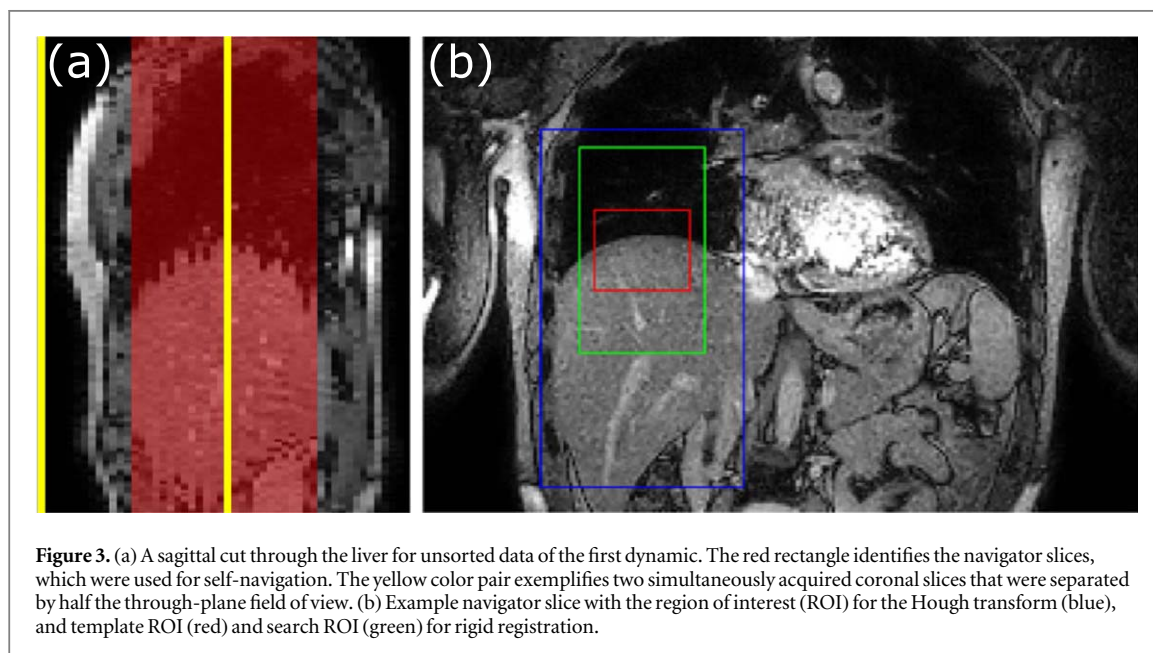 (a)
(b)
Figure 3. (a) A sagittal cut through the liver for unsorted data of the first dynamic. The red rectangle identifies the navigator slices,
which were used for self-navigation. The yellow color pair exemplifies two simultaneously acquired coronal slices that were separated
by half the through-plane field of view. (b) Example navigator slice with the region of interest (ROI) for the Hough transform (blue),
and template ROI (red) and search ROI (green) for rigid registration.